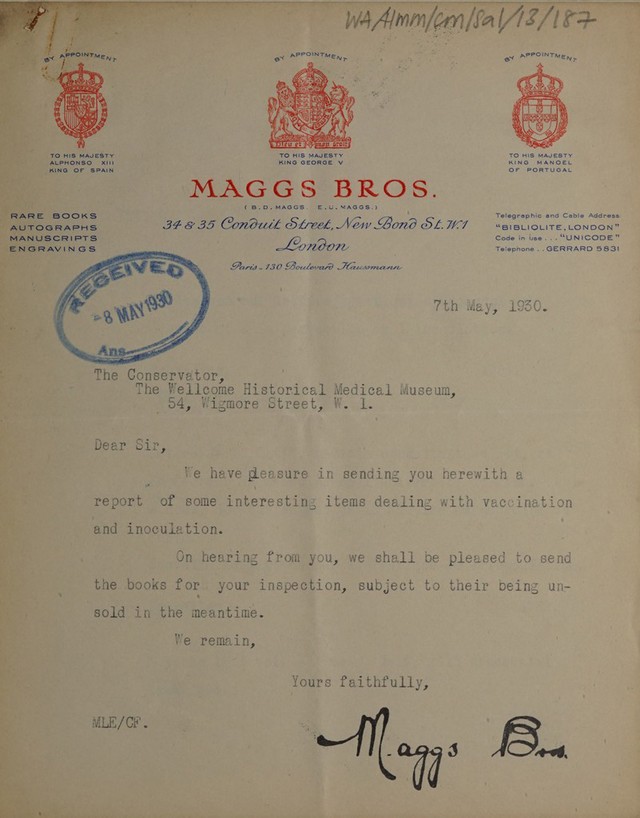 WA/Hmm/cm/Sal/13/187
BY APPOINTMENT
TO HIS MAJESTY
ALPHONSO XIII
KING OF SPAIN
BY APPOINTMENT
TO HIS MAJESTY
KING GEORGE V
BY APPOINTMENT
TO HIS MAJESTY
KING MANOEL
OF PORTUGAL
MAGGS BROS.
(B.D. MAGGS. E.U. MAGGS.)
34 & 35 Conduit Street, New Bond St. W.1
London
Paris - 130 Boulevard Haussmann
RARE BOOKS
AUTOGRAPHS
MANUSCRIPTS
ENGRAVINGS
Telegraphic and Cable Address
"BIBLIOLITE, LONDON"
Code in use ... "UNICODE"
Telephone .. GERRARD 5831
RECEIVED
-8 MAY 1930
Ans.
7th May, 1930.
The Conservator,
The Wellcome Historical Medical Museum,
54, Wigmore Street, W. 1.
Dear Sir,
We have pleasure in sending you herewith a
report of some interesting items dealing with vaccination
and inoculation.
On hearing from you, we shall be pleased to send
the books for your inspection, subject to their being un-
sold in the meantime.
We remain,
Yours faithfully,
MLE/CF.
Maggs Bros.